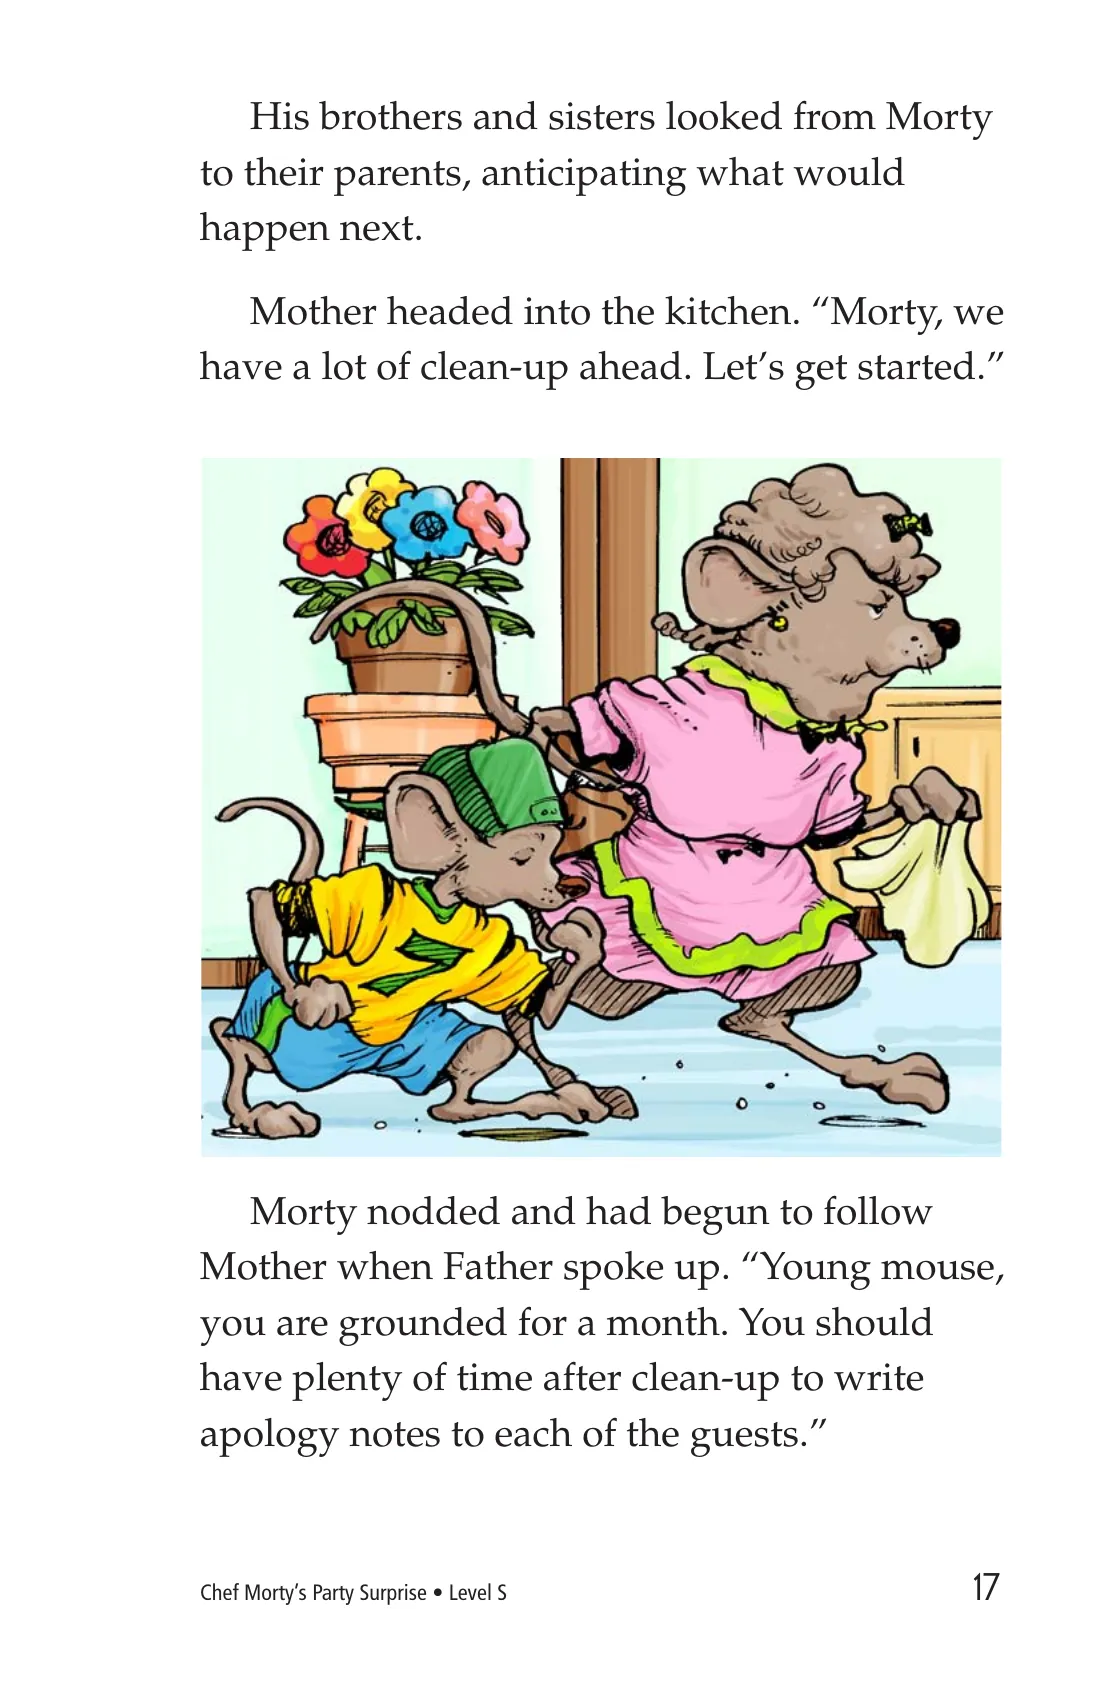 His brothers and sisters looked from Morty
to their parents, anticipating what would
happen next.
Mother headed into the kitchen. “Morty, we
have a lot of clean-up ahead. Let’s get started.”
Morty nodded and had begun to follow
Mother when Father spoke up. “Young mouse,
you are grounded for a month. You should
have plenty of time after clean-up to write
apology notes to each of the guests.”
Chef Morty’s Party Surprise • Level S
17